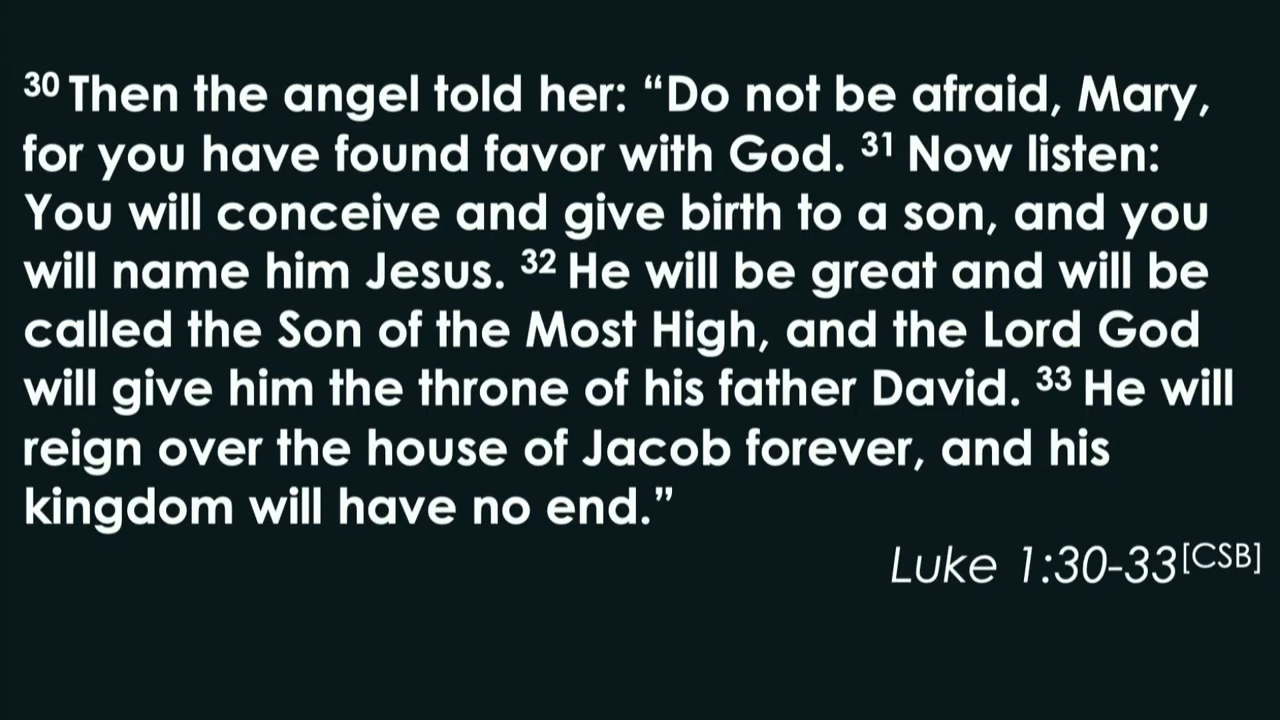 30 Then the angel told her: “Do not be afraid, Mary,
for you have found favor with God. 31 Now listen:
You will conceive and give birth to a son, and you
will name him Jesus. 32 He will be great and will be
called the Son of the Most High, and the Lord God
will give him the throne of his father David. 33 He will
reign over the house of Jacob forever, and his
kingdom will have no end.”
Luke 1:30-33[CSB]